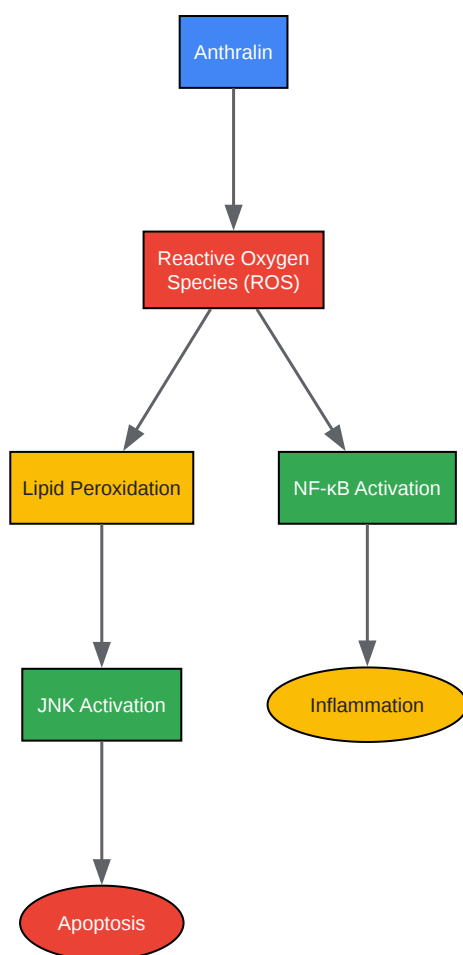 Anthralin
Reactive Oxygen
Species (ROS)
Lipid Peroxidation
NF-κB Activation
JNK Activation
Inflammation
Apoptosis